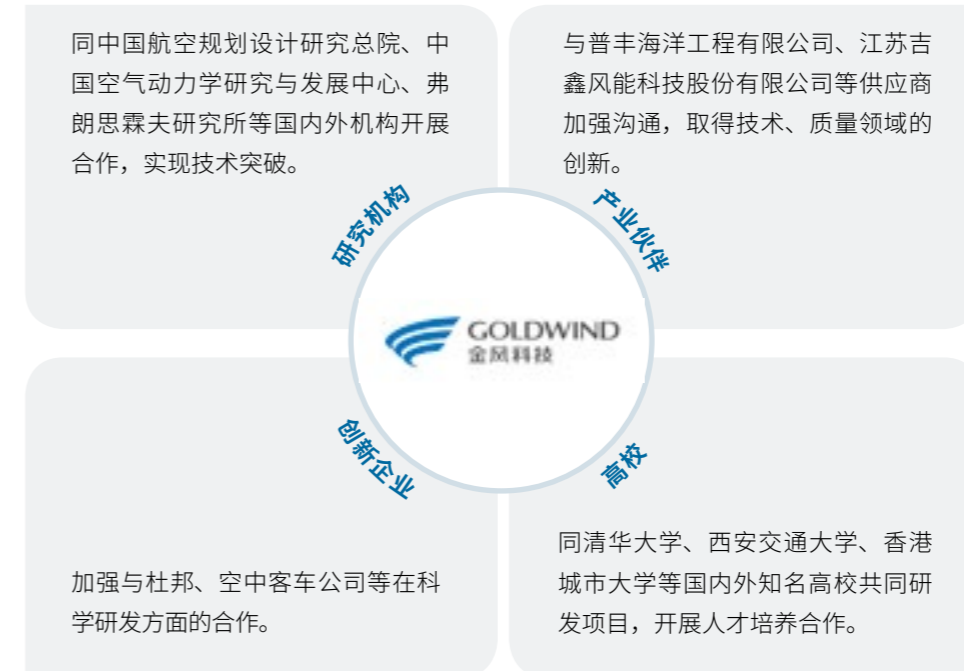 同中国航空规划设计研究总院、中
国空气动力学研究与发展中心、弗
朗思霖夫研究所等国内外机构开展
合作，实现技术突破。
与普丰海洋工程有限公司、江苏吉
鑫风能科技股份有限公司等供应商
加强沟通，取得技术、质量领域的
创新。
研究机构
产业伙伴
GOLDWIND
金风科技
创新企业
高校
加强与杜邦、空中客车公司等在科
学研发方面的合作。
同清华大学、西安交通大学、香港
城市大学等国内外知名高校共同研
发项目，开展人才培养合作。